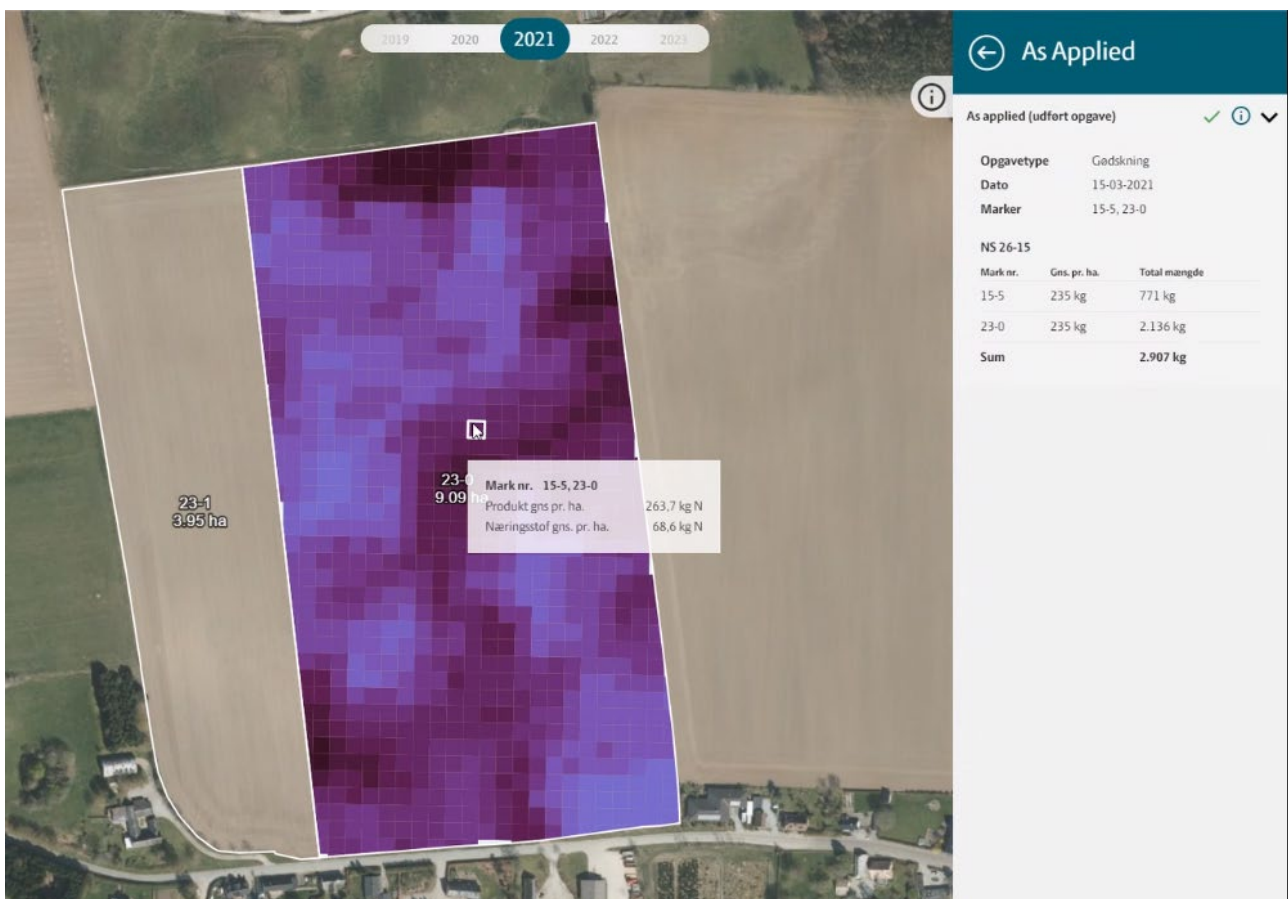 2019 2020 2021 2022 2023
As Applied
As applied (udført opgave)
Opgavetype Gødskning
Dato 15-03-2021
Marker 15-5, 23-0
NS 26-15
Mark nr. Gns. pr. ha. Total mængde
15-5 235 kg 771 kg
23-0 235 kg 2.136 kg
Sum 2.907 kg
23-1
3.95 ha
23-0
9.09 ha
Mark nr. 15-5, 23-0
Produkt gns pr. ha. 263,7 kg N
Næringsstof gns. pr. ha. 68,6 kg N